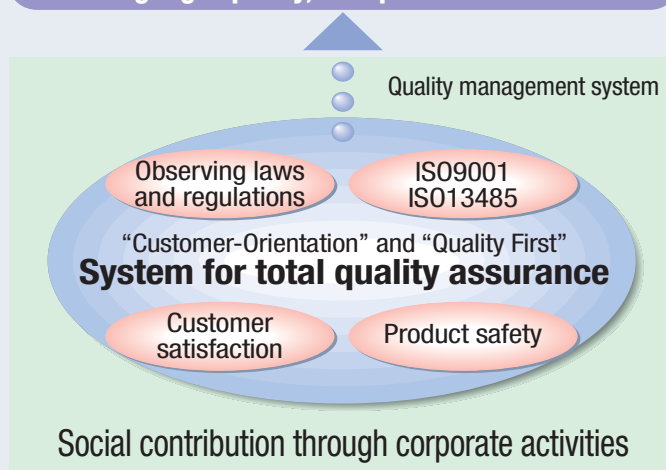 Quality management system
Observing laws
and regulations
ISO9001
ISO13485
“Customer-Orientation” and “Quality First”
System for total quality assurance
Customer
satisfaction
Product safety
Social contribution through corporate activities